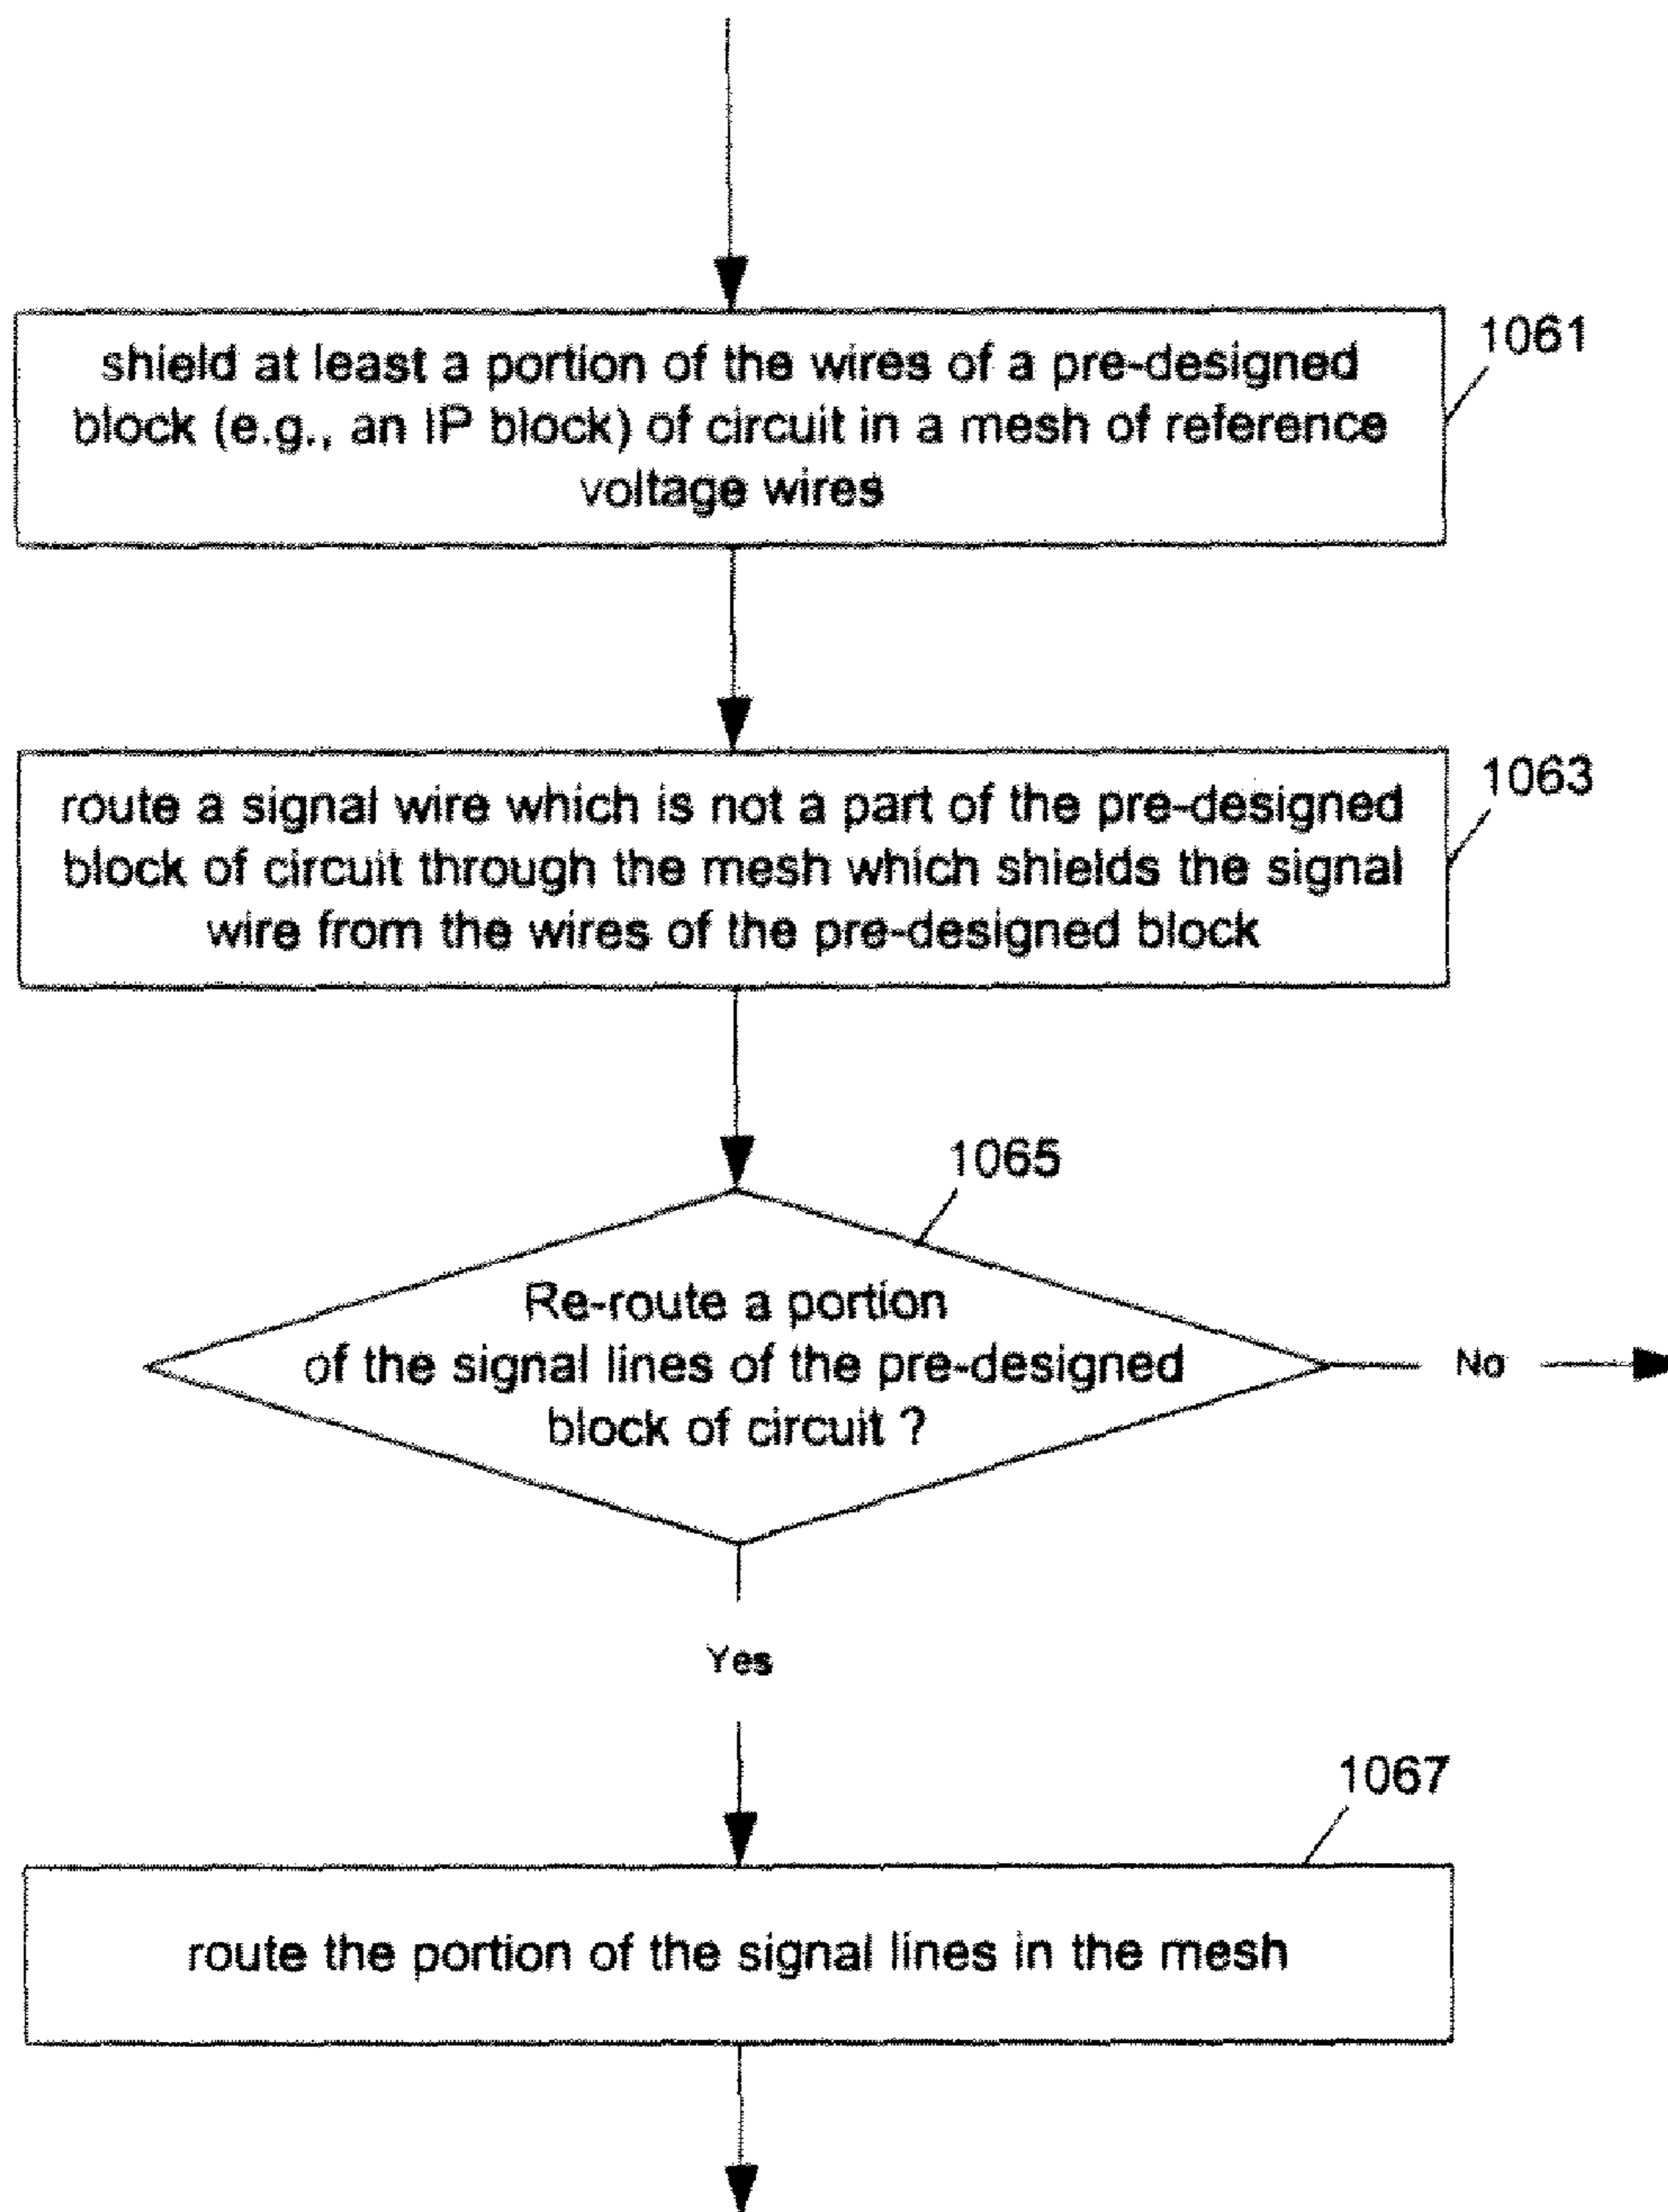 shield at least a portion of the wires of a pre-designed
block (e.g., an IP block) of circuit in a mesh of reference
voltage wires
1061
route a signal wire which is not a part of the pre-designed
block of circuit through the mesh which shields the signal
wire from the wires of the pre-designed block
1063
1065
Re-route a portion
of the signal lines of the pre-designed
block of circuit ?
No
Yes
1067
route the portion of the signal lines in the mesh